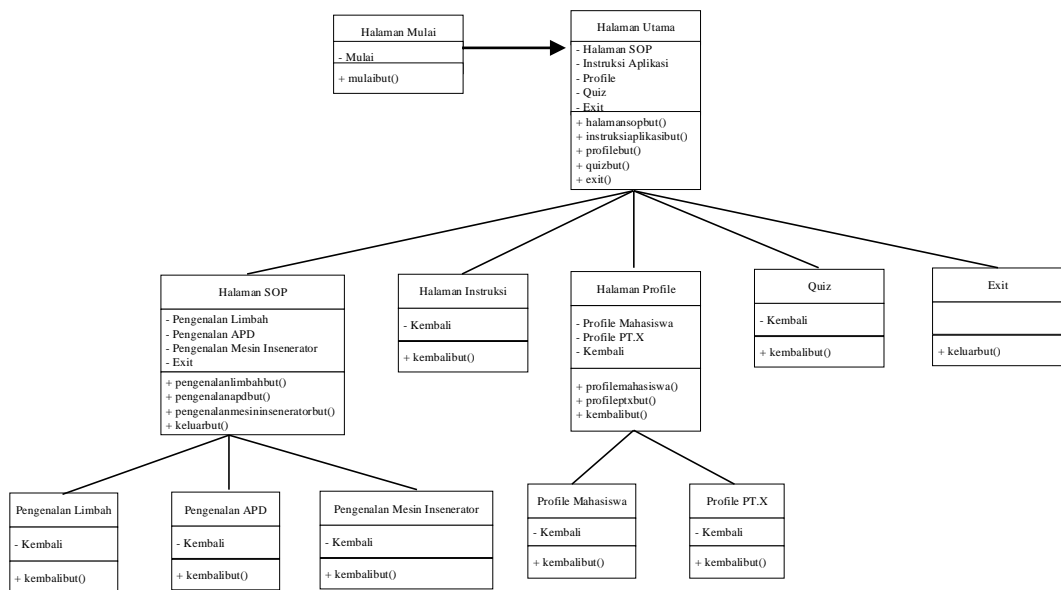 Halaman Mulai
- Mulai
+ mulaibut()
Halaman Utama
- Halaman SOP
- Instruksi Aplikasi
- Profile
- Quiz
- Exit
+ halamansopbut()
+ instruksiaplikasibut()
+ profilebut()
+ quizbut()
+ exit()
Halaman SOP
- Pengenalan Limbah
- Pengenalan APD
- Pengenalan Mesin Insenerator
- Exit
+ pengenalanlimbahbut()
+ pengenalanapdbut()
+ pengenalanmesininseneratorbut()
+ keluarbut()
Halaman Instruksi
- Kembali
+ kembalibut()
Halaman Profile
- Profile Mahasiswa
- Profile PT.X
- Kembali
+ profilemahasiswa()
+ profileptxbut()
+ kembalibut()
Quiz
- Kembali
+ kembalibut()
Exit
+ keluarbut()
Pengenalan Limbah
- Kembali
+ kembalibut()
Pengenalan APD
- Kembali
+ kembalibut()
Pengenalan Mesin Insenerator
- Kembali
+ kembalibut()
Profile Mahasiswa
- Kembali
+ kembalibut()
Profile PT.X
- Kembali
+ kembalibut()